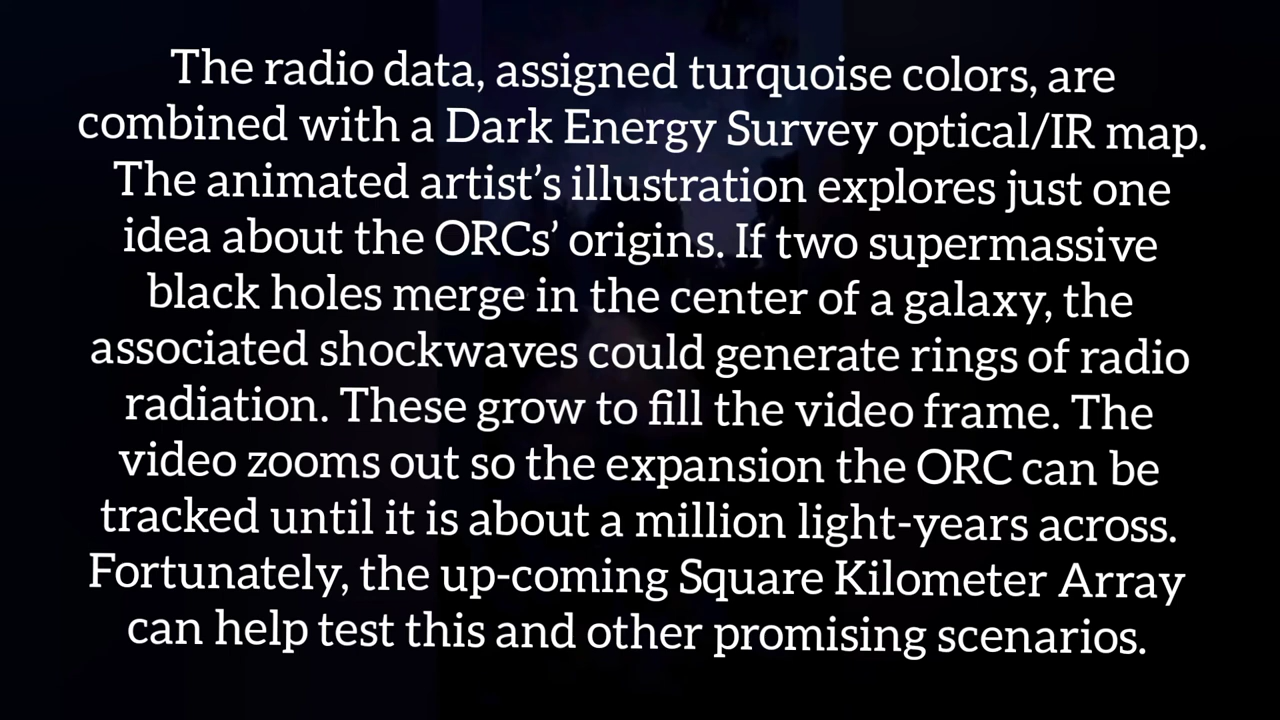 The radio data, assigned turquoise colors, are
combined with a Dark Energy Survey optical/IR map.
The animated artist’s illustration explores just one
idea about the ORCs’ origins. If two supermassive
black holes merge in the center of a galaxy, the
associated shockwaves could generate rings of radio
radiation. These grow to fill the video frame. The
video zooms out so the expansion the ORC can be
tracked until it is about a million light-years across.
Fortunately, the up-coming Square Kilometer Array
can help test this and other promising scenarios.